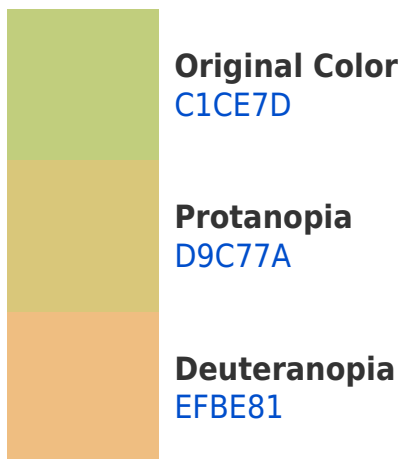 Original Color
C1CE7D
Protanopia
D9C77A
Deuteranopia
EFBE81